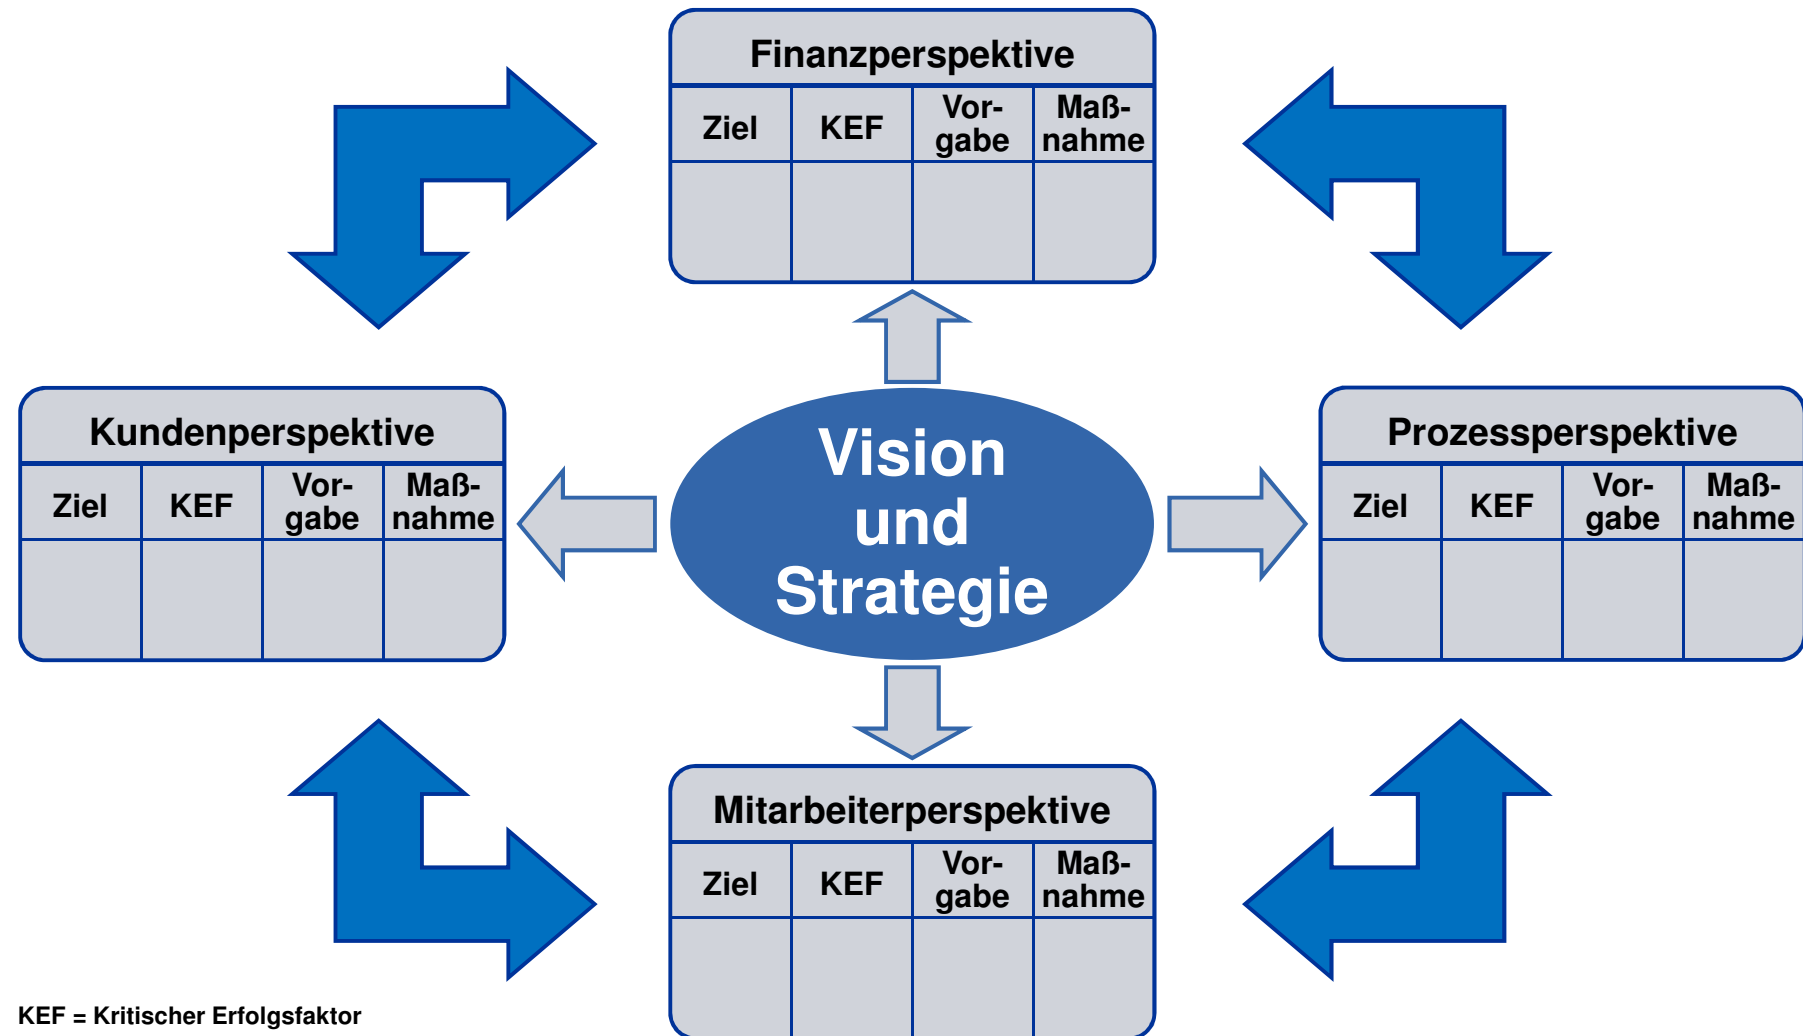 Finanzperspektive
Ziel
KEF
Vor-
gabe
Maß-
nahme
Kundenperspektive
Ziel
KEF
Vor-
gabe
Maß-
nahme
Vision
und
Strategie
Prozessperspektive
Ziel
KEF
Vor-
gabe
Maß-
nahme
Mitarbeiterperspektive
Ziel
KEF
Vor-
gabe
Maß-
nahme
KEF = Kritischer Erfolgsfaktor